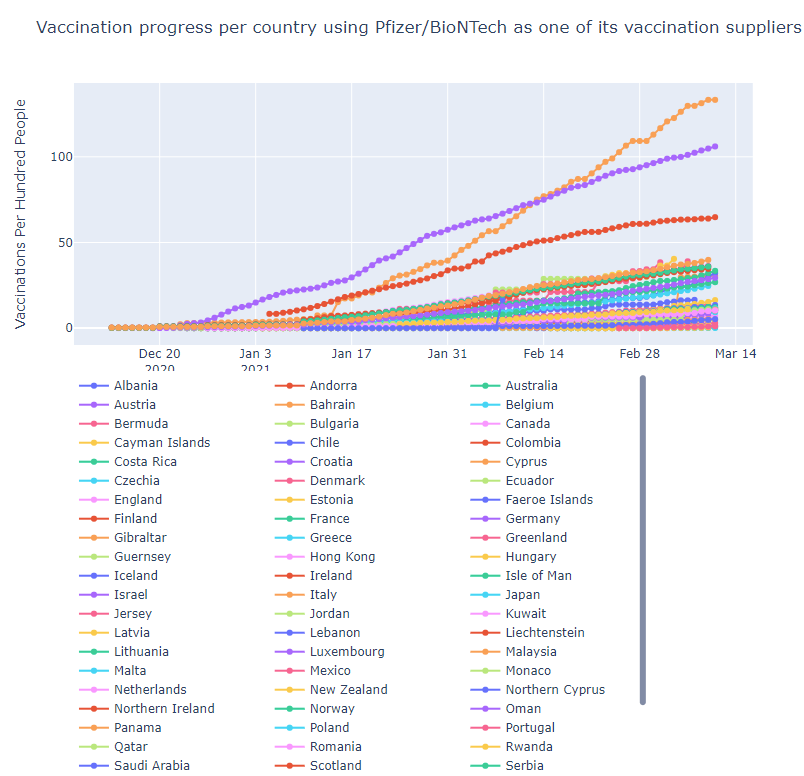 Vaccination progress per country using Pfizer/BioNTech as one of its vaccination suppliers
Vaccinations Per Hundred People
100
50
0
Dec 20 Jan 3 Jan 17 Jan 31 Feb 14 Feb 28 Mar 14
2020 2021
Albania Andorra Australia
Austria Bahrain Belgium
Bermuda Bulgaria Canada
Cayman Islands Chile Colombia
Costa Rica Croatia Cyprus
Czechia Denmark Ecuador
England Estonia Faeroe Islands
Finland France Germany
Gibraltar Greece Greenland
Guernsey Hong Kong Hungary
Iceland Ireland Isle of Man
Israel Italy Japan
Jersey Jordan Kuwait
Latvia Lebanon Liechtenstein
Lithuania Luxembourg Malaysia
Malta Mexico Monaco
Netherlands New Zealand Northern Cyprus
Northern Ireland Norway Oman
Panama Poland Portugal
Qatar Romania Rwanda
Saudi Arabia Scotland Serbia